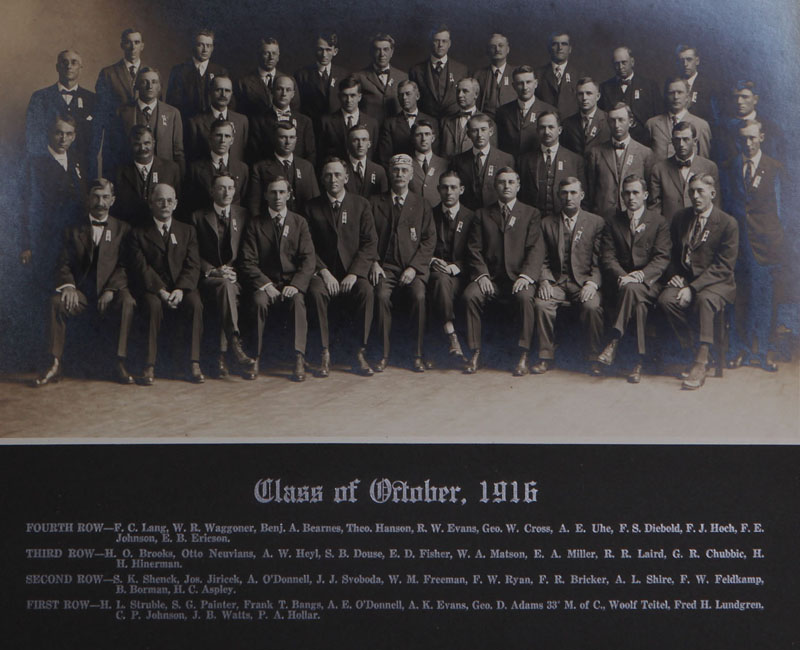 Class of October, 1916
FOURTH ROW—F. C. Lang, W. R. Waggoner, Benj. A. Bearnes, Theo. Hanson, R. W. Evans, Geo. W. Cross, A. E. Uhe, F. S. Diebold, F. J. Hoch, F. E.
Johnson, E. B. Ericson.
THIRD ROW—H. O. Brooks, Otto Neuvians, A. W. Heyl, S. B. Douse, E. D. Fisher, W. A. Matson, E. A. Miller, R. R. Laird, G. R. Chubbic, H.
H. Hinerman.
SECOND ROW—S. K. Shenck, Jos. Jiricek, A. O'Donnell, J. J. Svoboda, W. M. Freeman, F. W. Ryan, F. R. Bricker, A. L. Shire, F. W. Feldkamp,
B. Borman, H. C. Aspley.
FIRST ROW—H. L. Struble, S. G. Painter, Frank T. Bangs, A. E. O'Donnell, A. K. Evans, Geo. D. Adams 33° M. of C., Woolf Teitel, Fred H. Lundgren,
C. P. Johnson, J. B. Watts, P. A. Hollar.